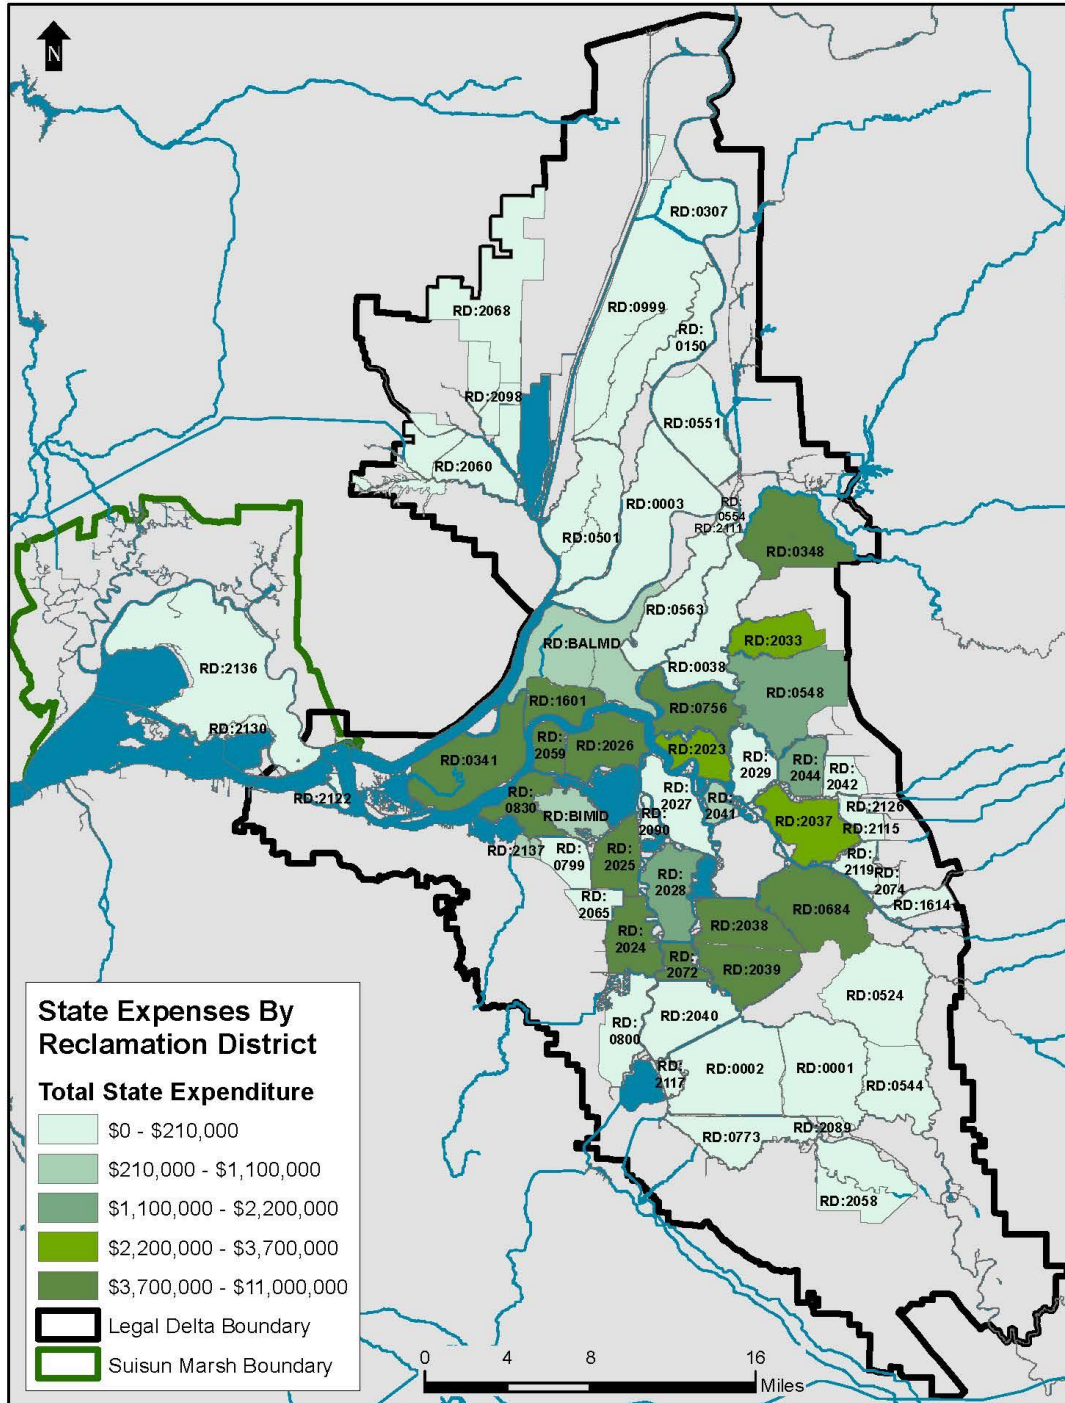 N
RD:0307
RD:2068
RD:0999
RD:
0150
RD:2098
RD:0551
RD:2060
RD:0003
RD:
0554
RD:2111
RD:0501
RD:0348
RD:0563
RD:2033
RD:BALMD
RD:2136
RD:0038
RD:0548
RD:1601
RD:0756
RD:2130
RD:
2059
RD:2026
RD:2023
RD:0341
RD:
2029
RD:
2044
RD:
2042
RD:2122
RD:
0830
RD:
2027
RD:
2041
RD:2126
RD:BIMID
RD:2037
RD:
2090
RD:2115
RD:2137
RD:
0799
RD:
2025
RD:
2119
RD:
2074
RD:
2028
RD:1614
RD:
2065
RD:0684
RD:2038
RD:
2024
RD:
2072
RD:2039
RD:0524
RD:2040
RD:
0800
RD:
2117
RD:0002
RD:0001
RD:0544
RD:2089
RD:0773
RD:2058
State Expenses By
Reclamation District
Total State Expenditure
$0 - $210,000
$210,000 - $1,100,000
$1,100,000 - $2,200,000
$2,200,000 - $3,700,000
$3,700,000 - $11,000,000
Legal Delta Boundary
Suisun Marsh Boundary
0 4 8 16
Miles